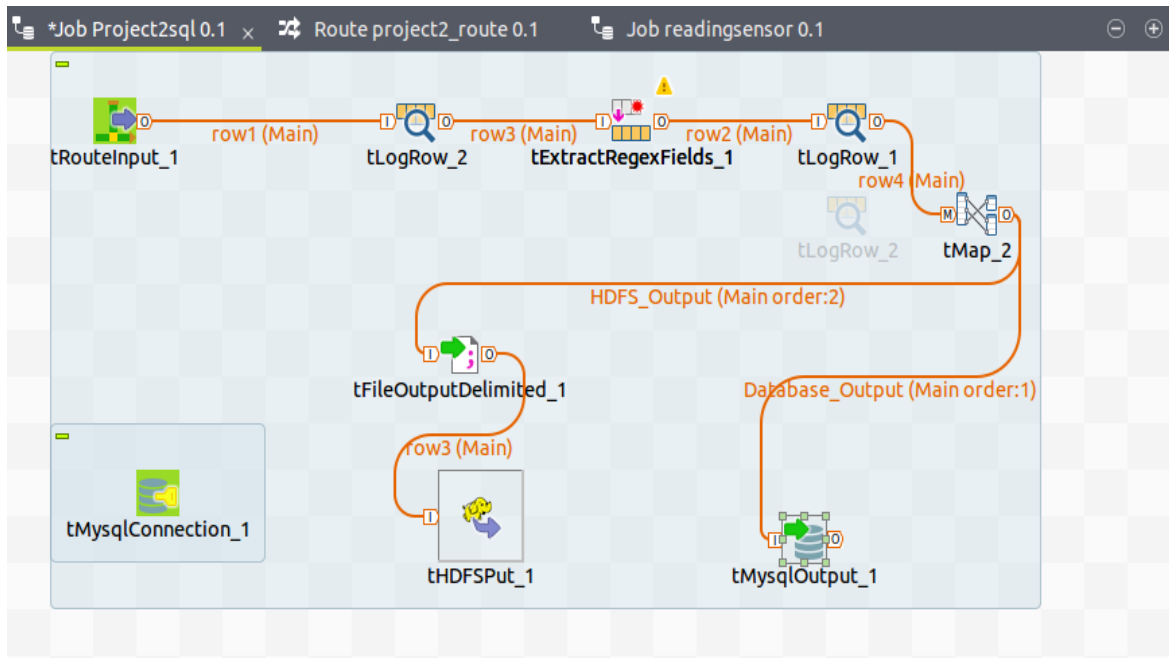 *Job Project2sql 0.1
Route project2_route 0.1
Job readingsensor 0.1
row1 (Main)
row3 (Main)
row2 (Main)
tRouteInput_1
tLogRow_2
tExtractRegexFields_1
tLogRow_1
row4 (Main)
tLogRow_2
tMap_2
HDFS_Output (Main order:2)
tFileOutputDelimited_1
Database_Output (Main order:1)
row3 (Main)
tMysqlConnection_1
tHDFSPut_1
tMysqlOutput_1